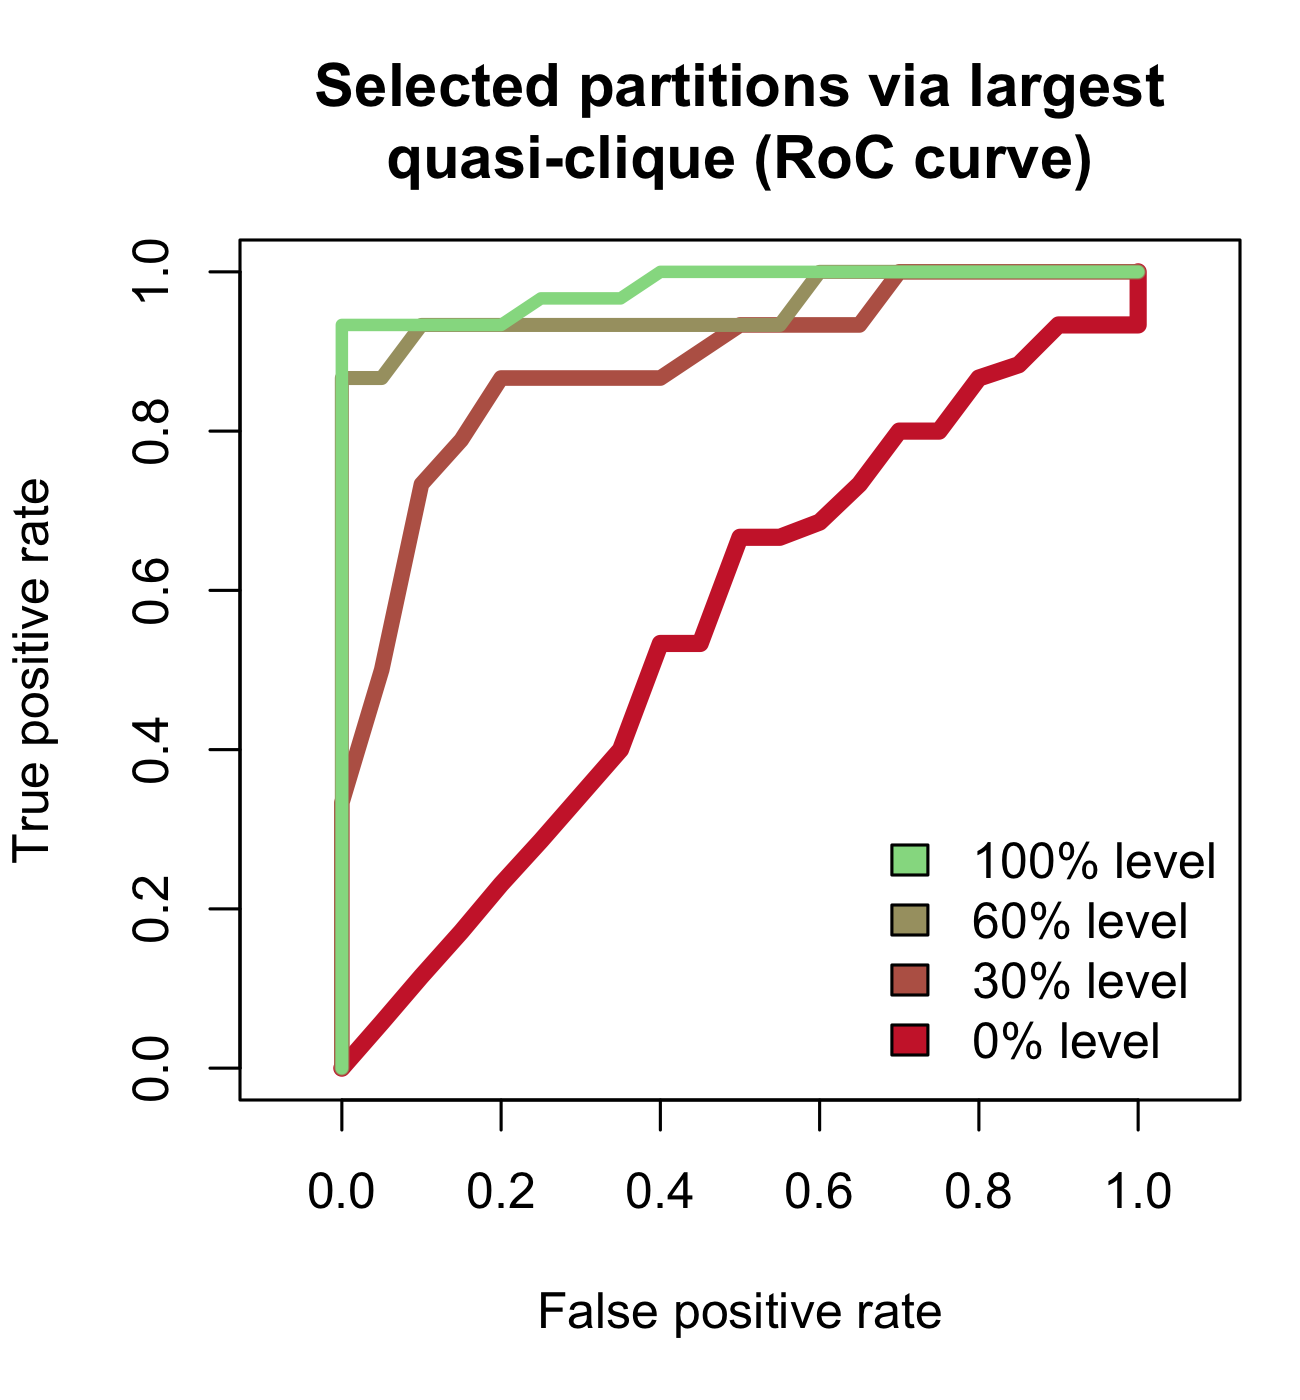 Selected partitions via largest
quasi-clique (RoC curve)
True positive rate
1.0
0.8
0.6
0.4
0.2
0.0
100% level
60% level
30% level
0% level
0.0 0.2 0.4 0.6 0.8 1.0
False positive rate